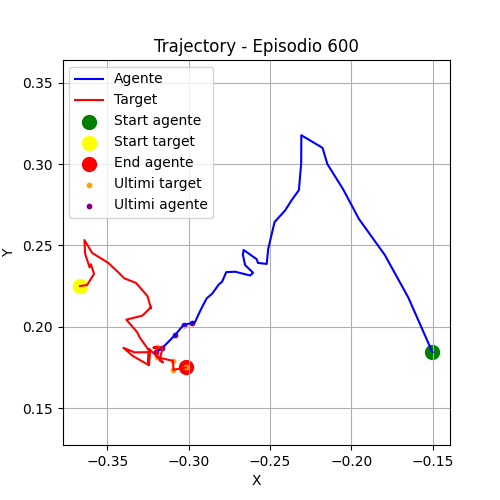 Trajectory - Episodio 600
Agente
Target
Start agente
Start target
End agente
Ultimi target
Ultimi agente
Y
0.35
0.30
0.25
0.20
0.15
−0.35
−0.30
−0.25
−0.20
−0.15
X